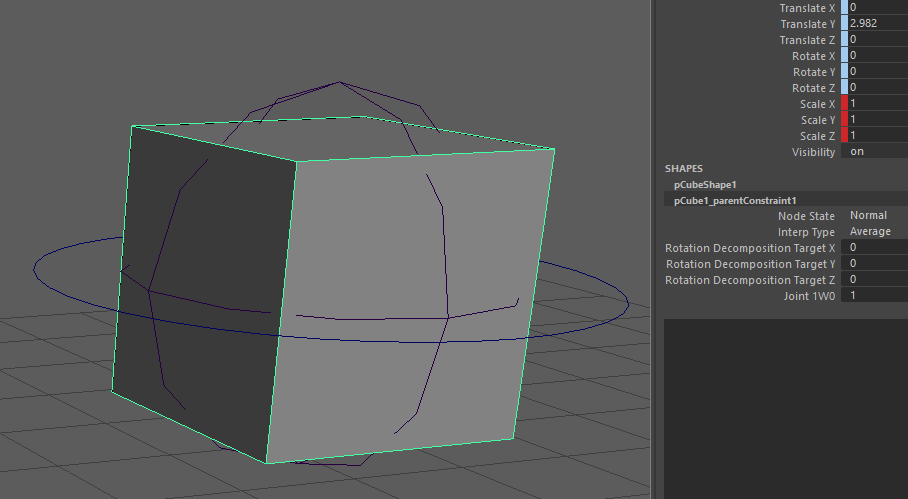 Translate X 0
Translate Y 2.982
Translate Z 0
Rotate X 0
Rotate Y 0
Rotate Z 0
Scale X 1
Scale Y 1
Scale Z 1
Visibility on
SHAPES
pCubeShape1
pCube1_parentConstraint1
Node State Normal
Interp Type Average
Rotation Decomposition Target X 0
Rotation Decomposition Target Y 0
Rotation Decomposition Target Z 0
Joint 1W0 1